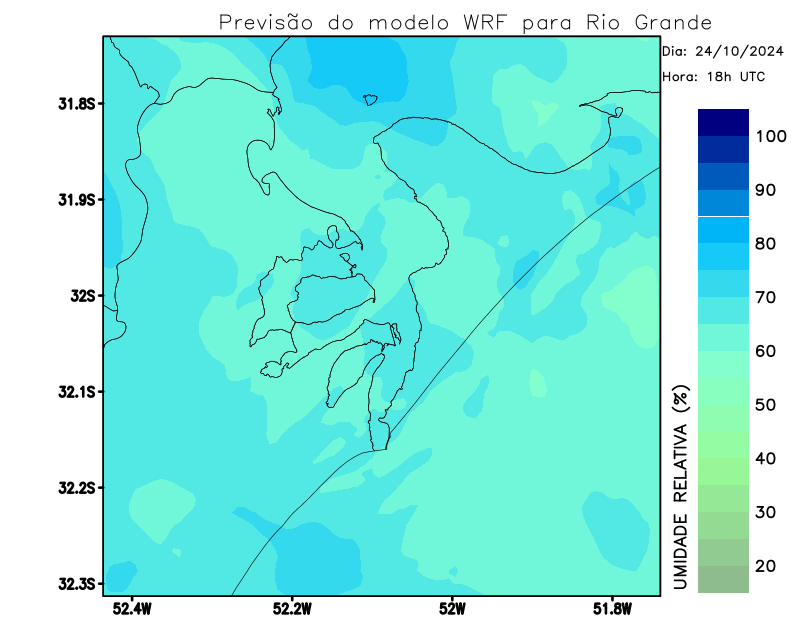 Previsão do modelo WRF para Rio Grande
Dia: 24/10/2024
Hora: 18h UTC
31.8S
31.9S
32S
32.1S
32.2S
32.3S
52.4W
52.2W
52W
51.8W
100
90
80
70
60
50
40
30
20
UMIDADE RELATIVA (%)